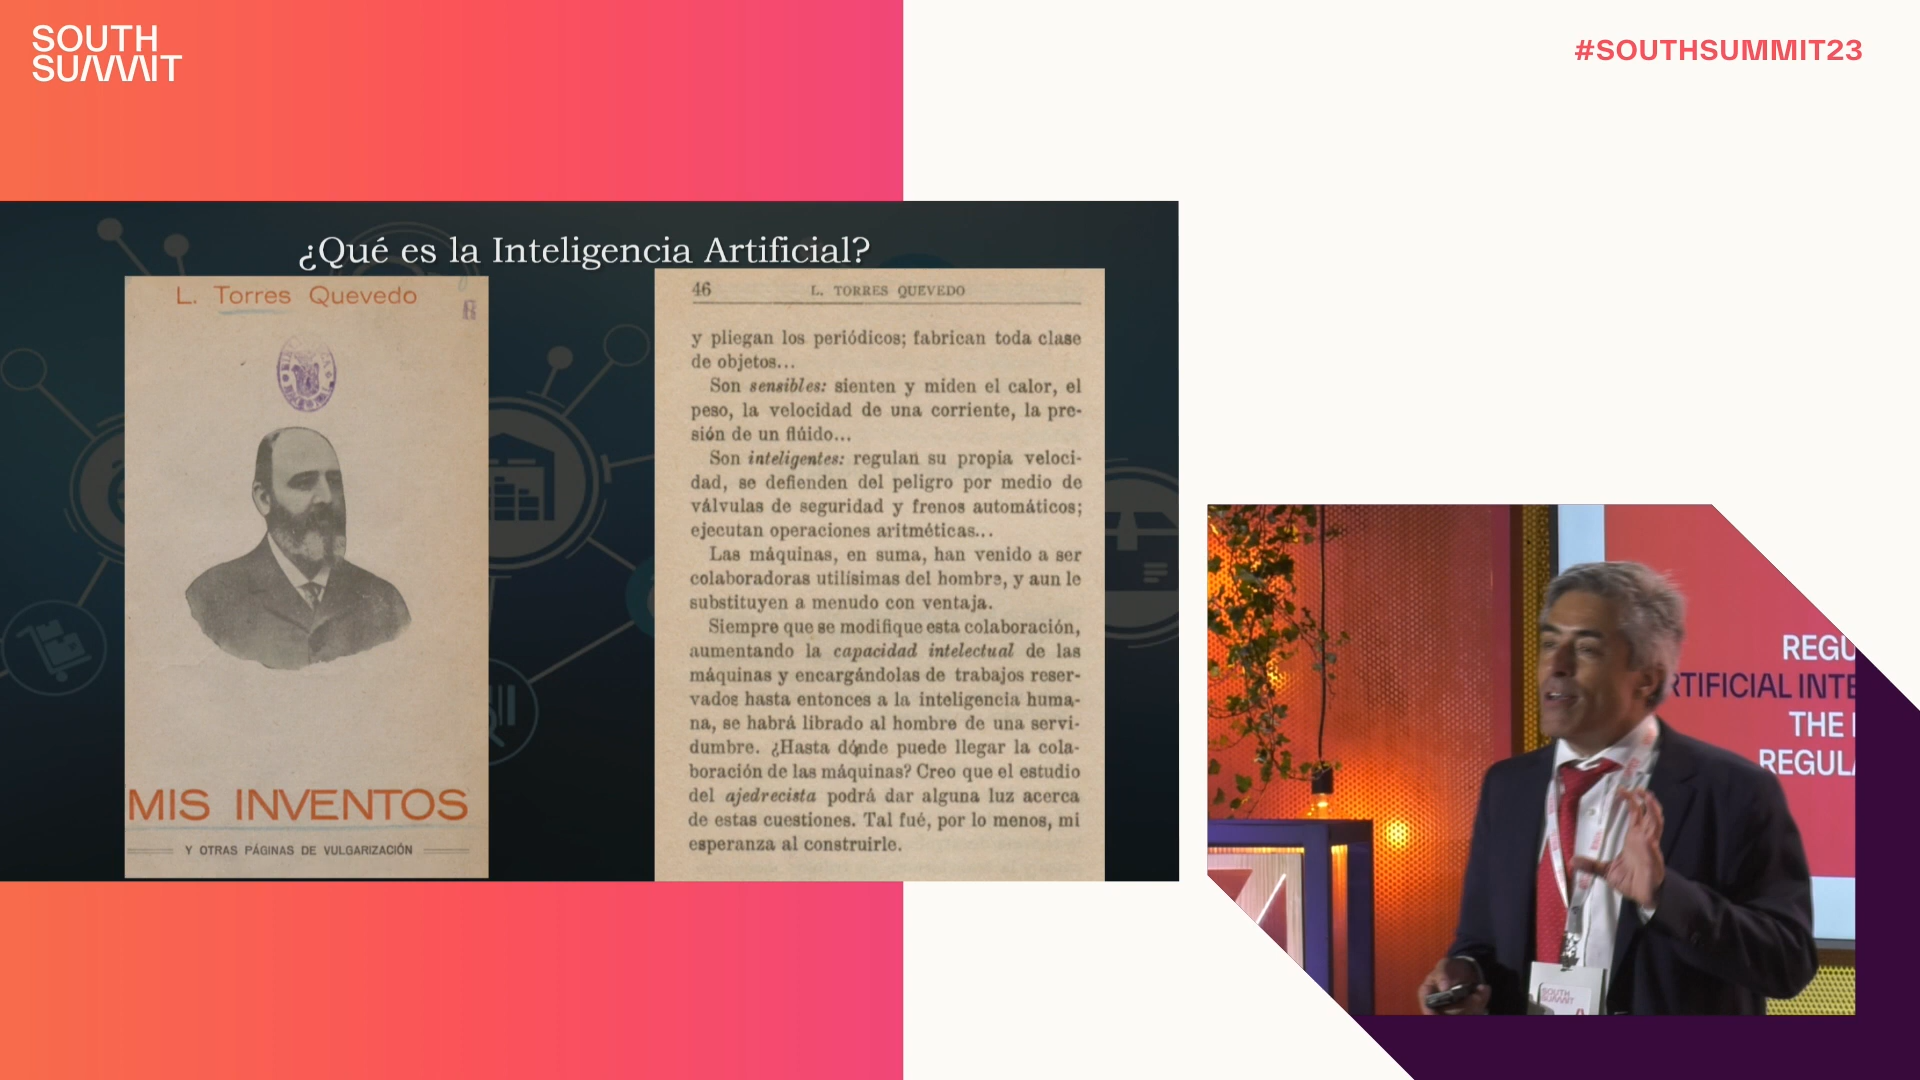 SOUTH
SUMMIT
#SOUTHSUMMIT23
¿Qué es la Inteligencia Artificial?
L. Torres Quevedo
MIS INVENTOS
Y OTRAS PÁGINAS DE VULGARIZACIÓN
46 L. TORRES QUEVEDO
y pliegan los periódicos; fabrican toda clase
de objetos...
Son sensibles: sienten y miden el calor, el
peso, la velocidad de una corriente, la pre-
sión de un flúido...
Son inteligentes: regulan su propia veloci-
dad, se defienden del peligro por medio de
válvulas de seguridad y frenos automáticos;
ejecutan operaciones aritméticas...
Las máquinas, en suma, han venido a ser
colaboradoras utilísimas del hombre, y aun le
substituyen a menudo con ventaja.
Siempre que se modifique esta colaboración,
aumentando la capacidad intelectual de las
máquinas y encargándolas de trabajos reser-
vados hasta entonces a la inteligencia huma-
na, se habrá librado al hombre de una servi-
dumbre. ¿Hasta dónde puede llegar la cola-
boración de las máquinas? Creo que el estudio
del ajedrecista podrá dar alguna luz acerca
de estas cuestiones. Tal fué, por lo menos, mi
esperanza al construirle.
REGU
RTIFICIAL INTE
THE
REGULA
SOUTH
SUMMIT